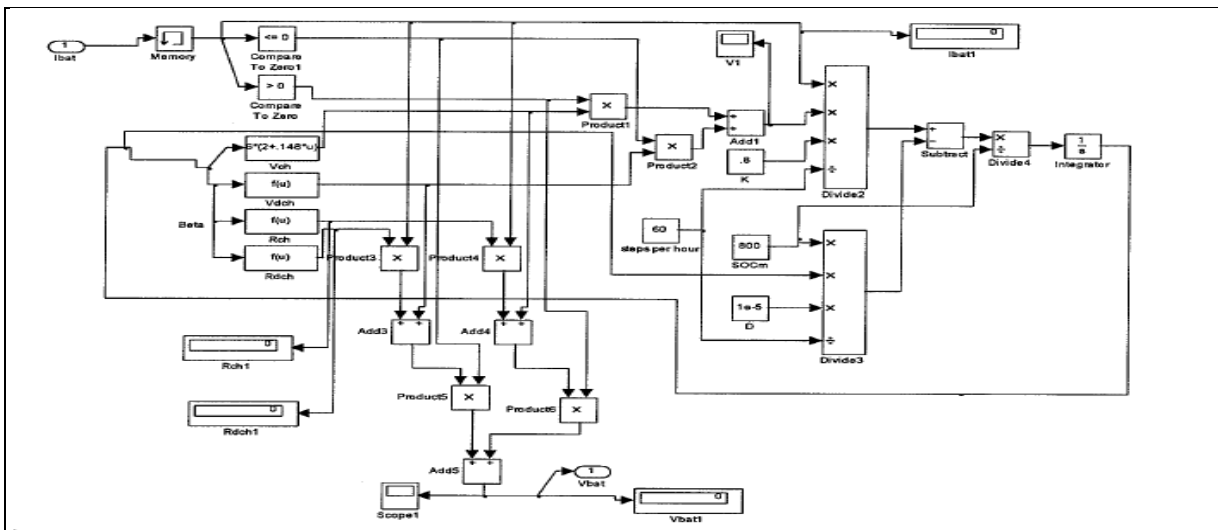 1
Ibat
Memory
<= 0
Compare
To Zero1
> 0
Compare
To Zero
×
Product1
V1
0
Ibat1
+
+
Add1
×
×
×
÷
Divide2
+
−
Subtract
×
÷
Divide4
1
s
Integrator
×
Product2
.8
K
6*(2+.148*u)
Vch
f(u)
Vdch
Beta
f(u)
Rch
f(u)
Rdch
60
steps per hour
800
SOCm
Product3
×
Product4
×
1e-5
D
×
×
×
÷
Divide3
Add3
+ +
Add4
+ +
0
Rch1
0
Rdch1
Product5
×
Product6
×
Add5
+ +
Scope1
1
Vbat
0
Vbat1